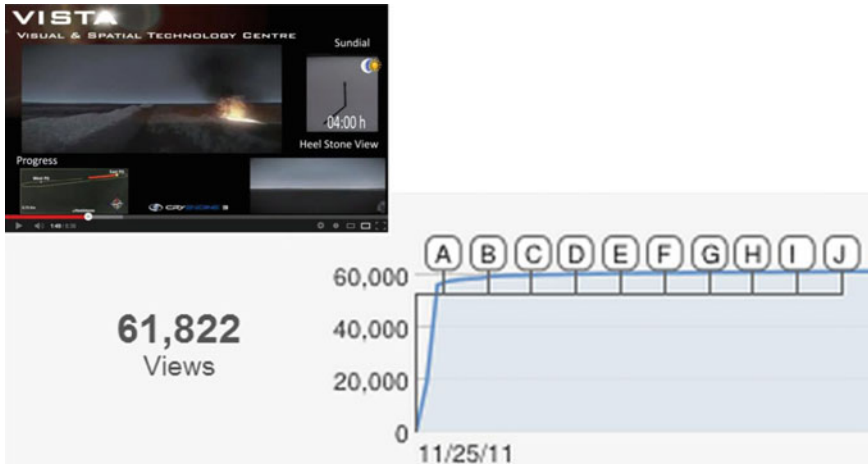 VISTA
VISUAL & SPATIAL TECHNOLOGY CENTRE
Sundial
04:00 h
Heel Stone View
Progress
CRYENGINE 3
61,822
Views
A B C D E F G H I J
60,000
40,000
20,000
0
11/25/11